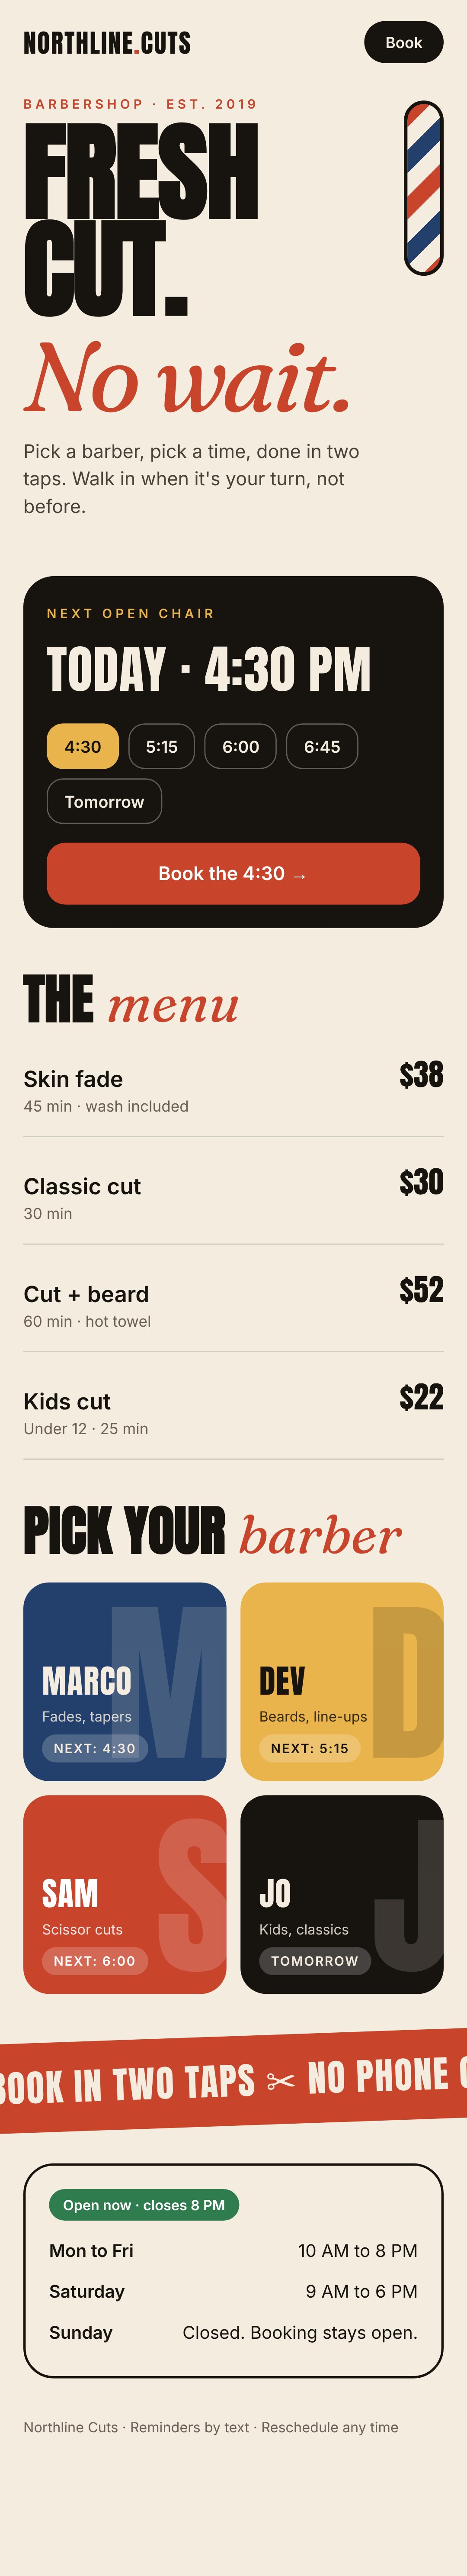 NORTHLINE.CUTS
Book
BARBERSHOP · EST. 2019
FRESH
CUT.
No wait.
Pick a barber, pick a time, done in two
taps. Walk in when it's your turn, not
before.
NEXT OPEN CHAIR
TODAY · 4:30 PM
4:30 5:15 6:00 6:45
Tomorrow
Book the 4:30 →
THE menu
Skin fade $38
45 min · wash included
Classic cut $30
30 min
Cut + beard $52
60 min · hot towel
Kids cut $22
Under 12 · 25 min
PICK YOUR barber
M
MARCO
Fades, tapers
NEXT: 4:30
D
DEV
Beards, line-ups
NEXT: 5:15
S
SAM
Scissor cuts
NEXT: 6:00
J
JO
Kids, classics
TOMORROW
BOOK IN TWO TAPS ✂ NO PHONE
Open now · closes 8 PM
Mon to Fri 10 AM to 8 PM
Saturday 9 AM to 6 PM
Sunday Closed. Booking stays open.
Northline Cuts · Reminders by text · Reschedule any time